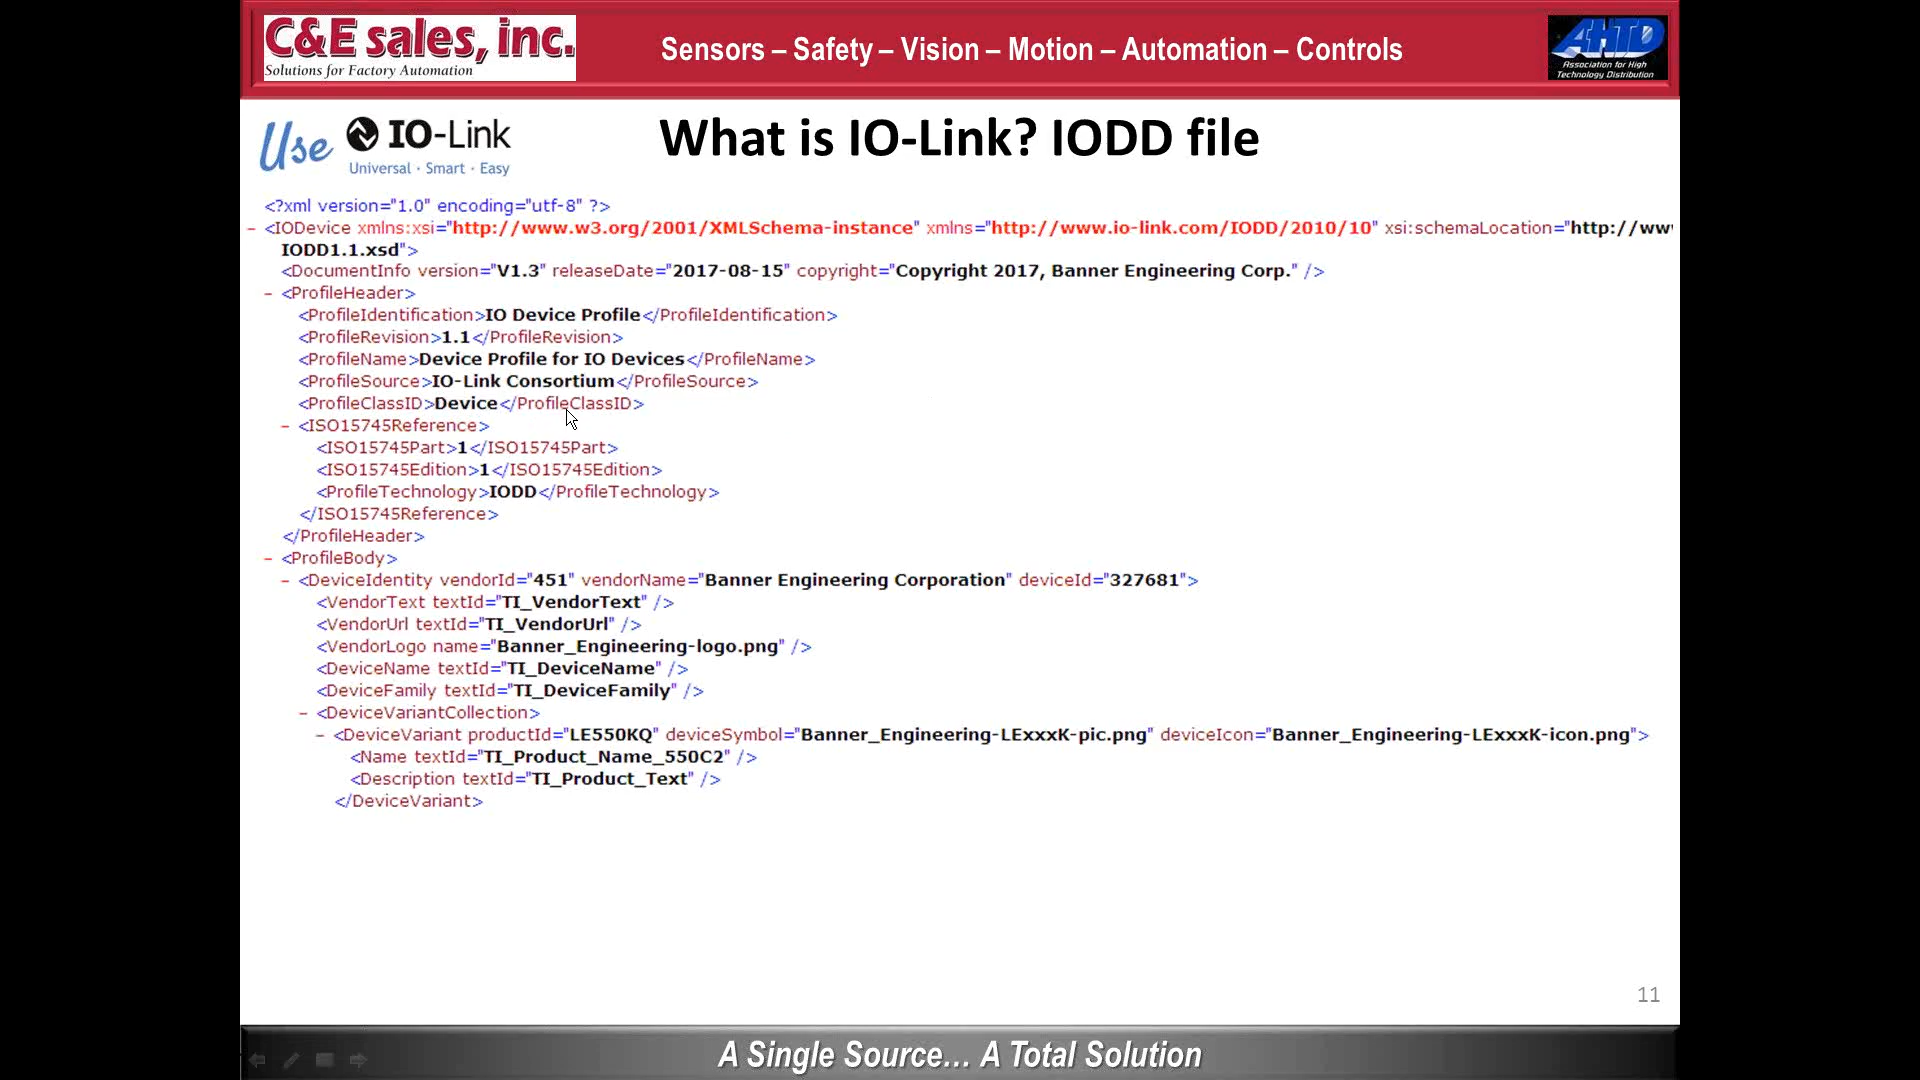 C&E sales, inc.
Solutions for Factory Automation
Sensors – Safety – Vision – Motion – Automation – Controls
AHTD
Association for High
Technology Distribution
Use IO-Link
Universal · Smart · Easy
What is IO-Link? IODD file
<?xml version="1.0" encoding="utf-8" ?>
- <IODevice xmlns:xsi="http://www.w3.org/2001/XMLSchema-instance" xmlns="http://www.io-link.com/IODD/2010/10" xsi:schemaLocation="http://ww
IODD1.1.xsd">
<DocumentInfo version="V1.3" releaseDate="2017-08-15" copyright="Copyright 2017, Banner Engineering Corp." />
- <ProfileHeader>
<ProfileIdentification>IO Device Profile</ProfileIdentification>
<ProfileRevision>1.1</ProfileRevision>
<ProfileName>Device Profile for IO Devices</ProfileName>
<ProfileSource>IO-Link Consortium</ProfileSource>
<ProfileClassID>Device</ProfileClassID>
- <ISO15745Reference>
<ISO15745Part>1</ISO15745Part>
<ISO15745Edition>1</ISO15745Edition>
<ProfileTechnology>IODD</ProfileTechnology>
</ISO15745Reference>
</ProfileHeader>
- <ProfileBody>
- <DeviceIdentity vendorId="451" vendorName="Banner Engineering Corporation" deviceId="327681">
<VendorText textId="TI_VendorText" />
<VendorUrl textId="TI_VendorUrl" />
<VendorLogo name="Banner_Engineering-logo.png" />
<DeviceName textId="TI_DeviceName" />
<DeviceFamily textId="TI_DeviceFamily" />
- <DeviceVariantCollection>
- <DeviceVariant productId="LE550KQ" deviceSymbol="Banner_Engineering-LExxxK-pic.png" deviceIcon="Banner_Engineering-LExxxK-icon.png">
<Name textId="TI_Product_Name_550C2" />
<Description textId="TI_Product_Text" />
</DeviceVariant>
11
A Single Source… A Total Solution